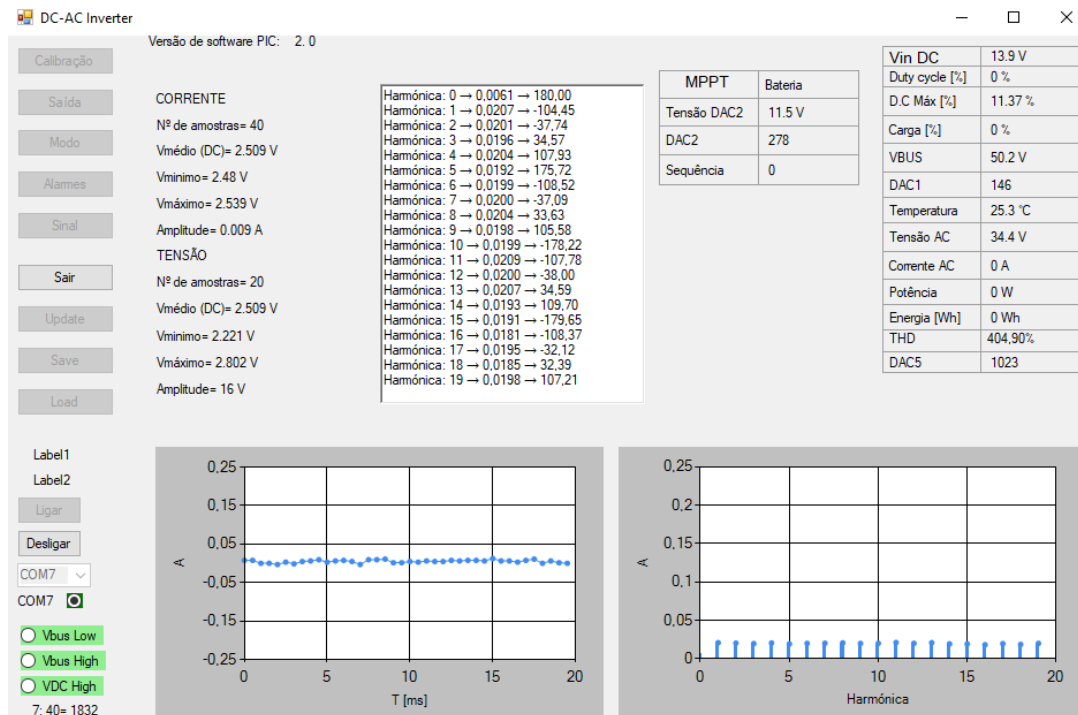 DC-AC Inverter
Versão de software PIC: 2. 0
Calibração
Saída
Modo
Alarmes
Sinal
Sair
Update
Save
Load
CORRENTE
Nº de amostras= 40
Vmédio (DC)= 2.509 V
Vminimo= 2.48 V
Vmáximo= 2.539 V
Amplitude= 0.009 A
TENSÃO
Nº de amostras= 20
Vmédio (DC)= 2.509 V
Vminimo= 2.221 V
Vmáximo= 2.802 V
Amplitude= 16 V
Harmónica: 0 → 0,0061 → 180,00
Harmónica: 1 → 0,0207 → -104,45
Harmónica: 2 → 0,0201 → -37,74
Harmónica: 3 → 0,0196 → 34,57
Harmónica: 4 → 0,0204 → 107,93
Harmónica: 5 → 0,0192 → 175,72
Harmónica: 6 → 0,0199 → -108,52
Harmónica: 7 → 0,0200 → -37,09
Harmónica: 8 → 0,0204 → 33,63
Harmónica: 9 → 0,0198 → 105,58
Harmónica: 10 → 0,0199 → -178,22
Harmónica: 11 → 0,0209 → -107,78
Harmónica: 12 → 0,0200 → -38,00
Harmónica: 13 → 0,0207 → 34,59
Harmónica: 14 → 0,0193 → 109,70
Harmónica: 15 → 0,0191 → -179,65
Harmónica: 16 → 0,0181 → -108,37
Harmónica: 17 → 0,0195 → -32,12
Harmónica: 18 → 0,0185 → 32,39
Harmónica: 19 → 0,0198 → 107,21
MPPT Bateria
Tensão DAC2 11.5 V
DAC2 278
Sequência 0
Vin DC 13.9 V
Duty cycle [%] 0 %
D.C Máx [%] 11.37 %
Carga [%] 0 %
VBUS 50.2 V
DAC1 146
Temperatura 25.3 ℃
Tensão AC 34.4 V
Corrente AC 0 A
Potência 0 W
Energia [Wh] 0 Wh
THD 404,90%
DAC5 1023
Label1
Label2
Ligar
Desligar
COM7
COM7
Vbus Low
Vbus High
VDC High
7: 40= 1832
0,25
0,15
0,05
-0,05
-0,15
-0,25
A
0 5 10 15 20
T [ms]
0,25
0,2
0,15
0,1
0,05
0
A
0 5 10 15 20
Harmónica